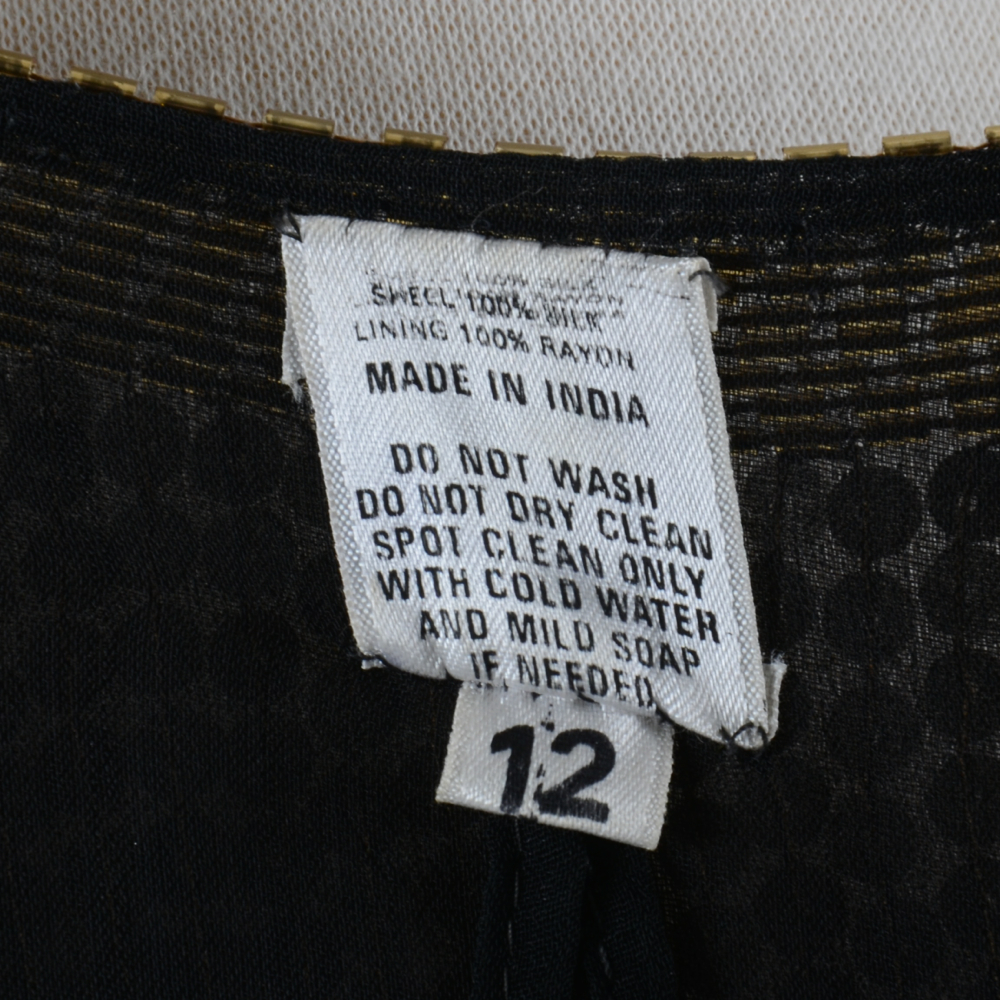 SHELL 100% SILK
LINING 100% RAYON
MADE IN INDIA
DO NOT WASH
DO NOT DRY CLEAN
SPOT CLEAN ONLY
WITH COLD WATER
AND MILD SOAP
IF NEEDED
12